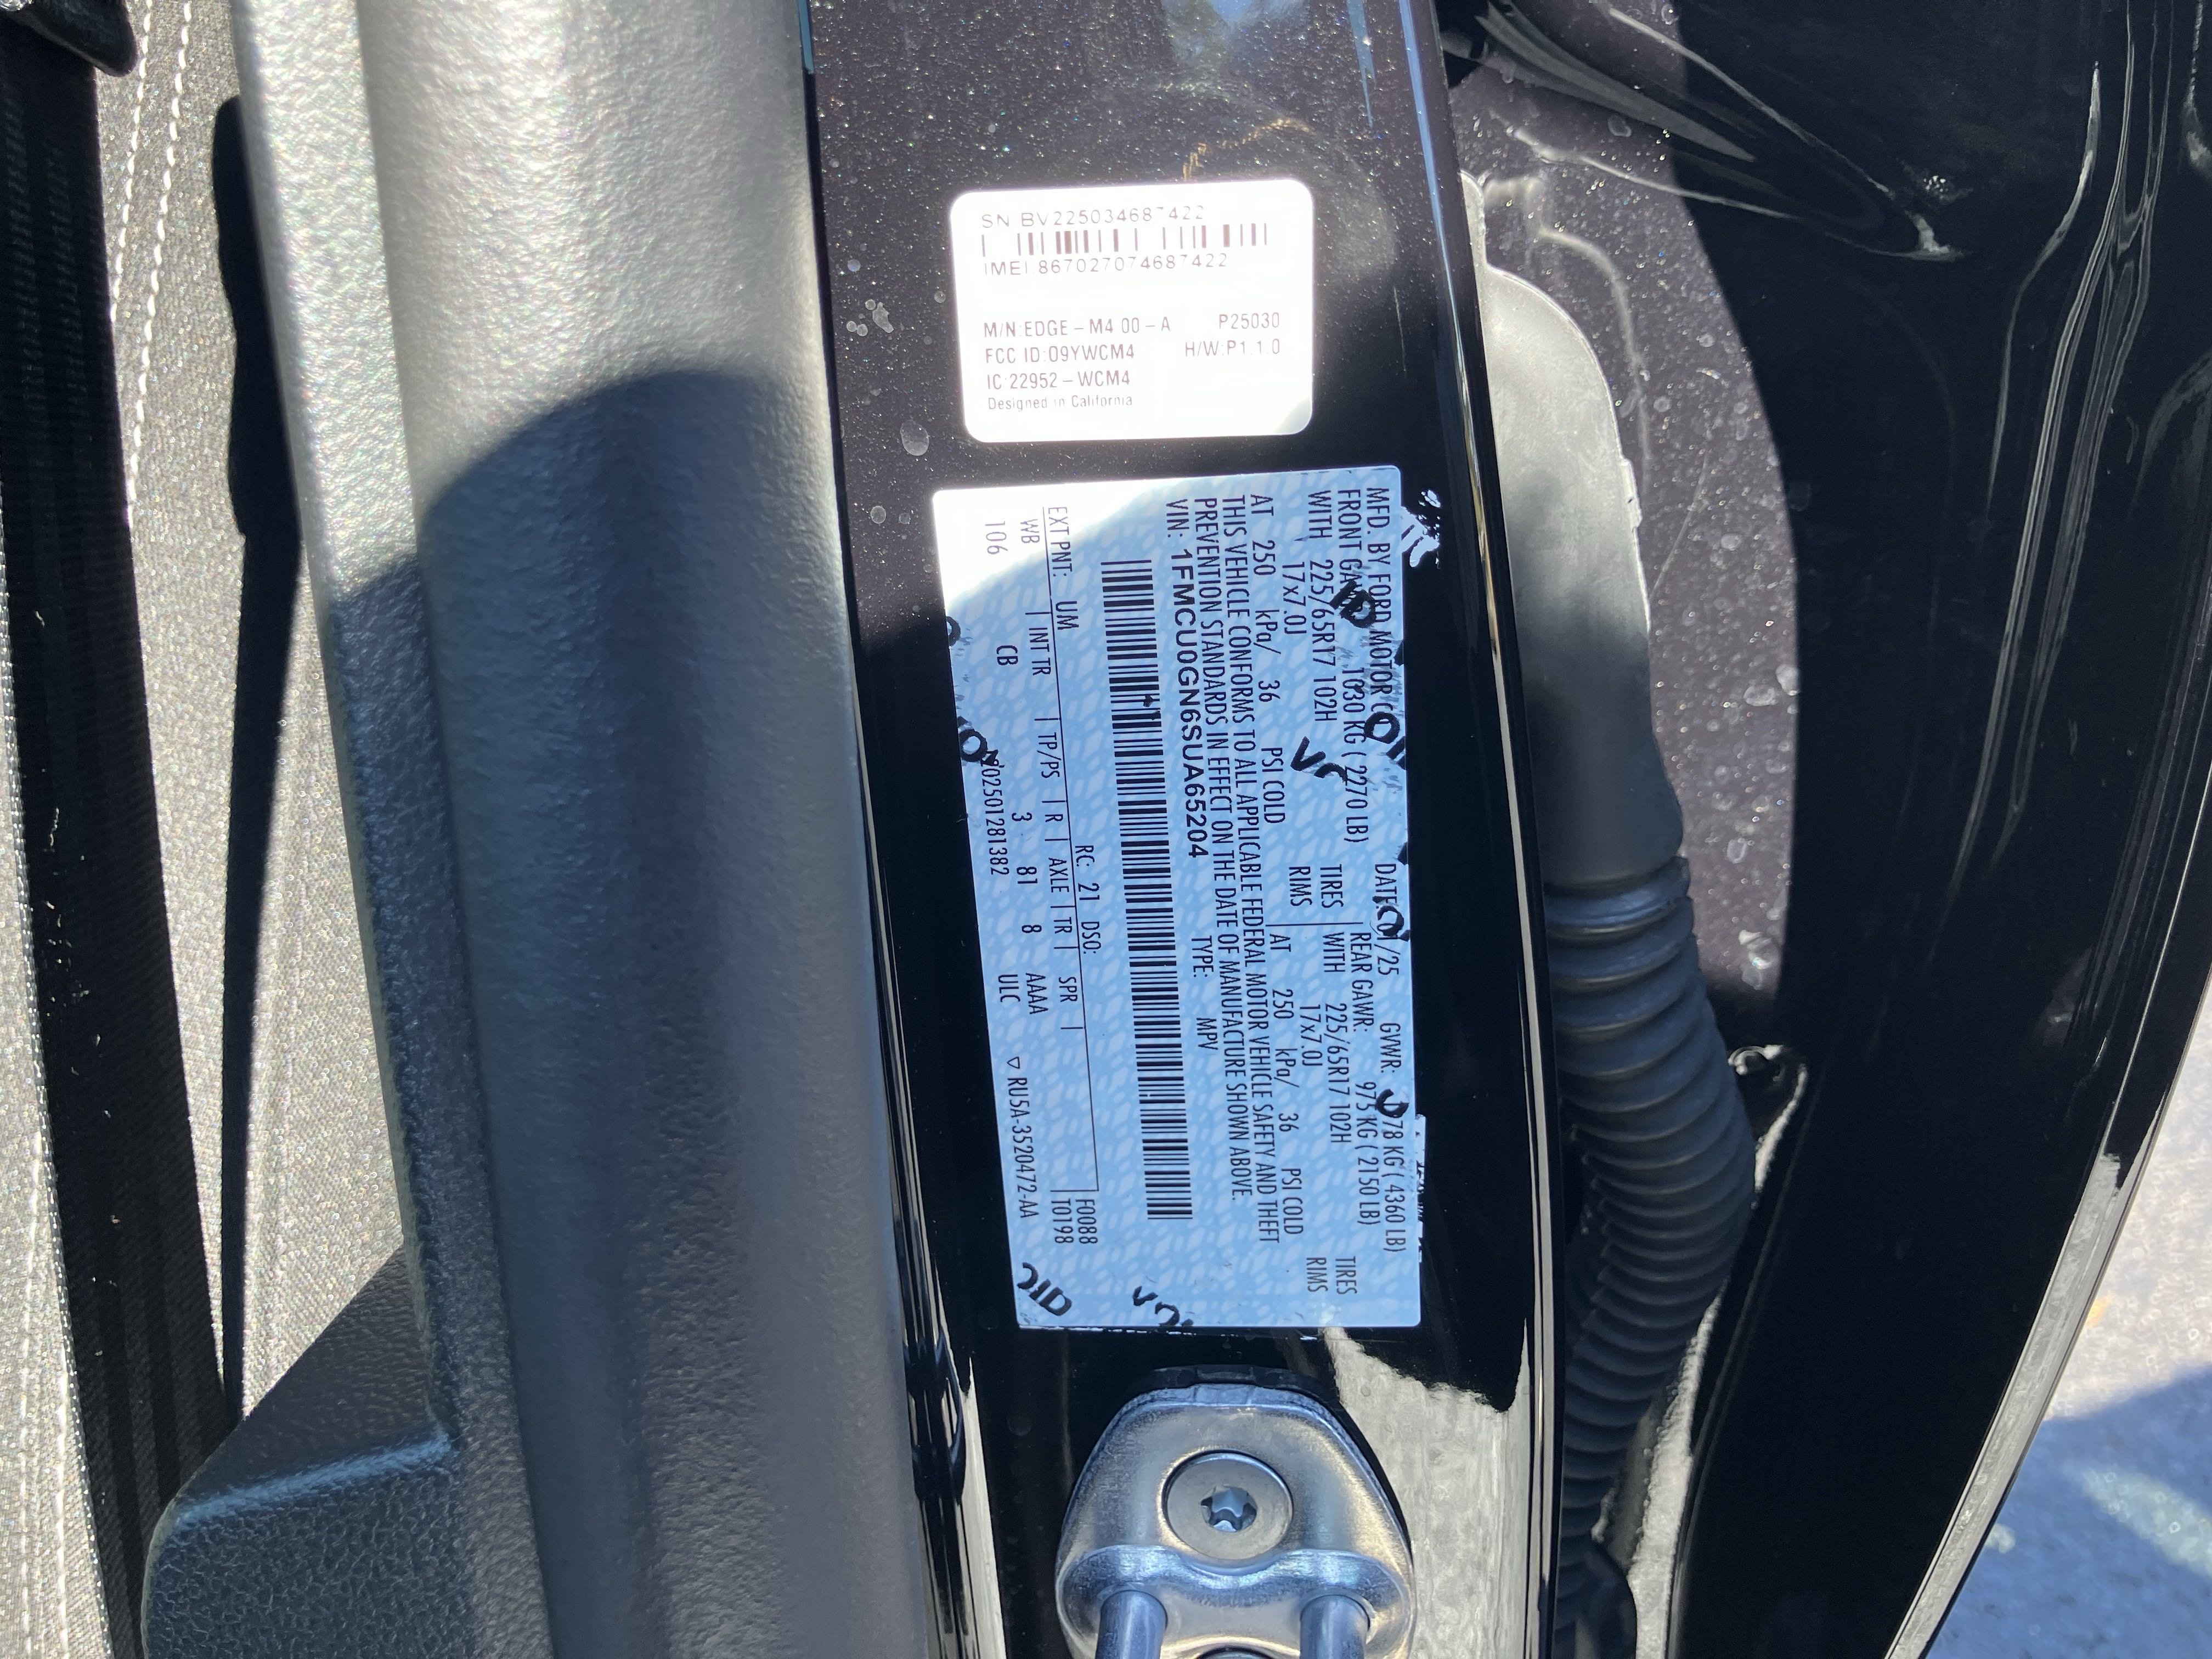 SN:BV225034687422
IMEI 867027074687422
M/N:EDGE-M4 00-A P25030
FCC ID:09YWCM4 H/W:P1.1.0
IC:22952-WCM4
Designed in California
MFD. BY FORD MOTOR DATE: /25 GVWR: 78 KG ( 4360 LB)
FRONT GAWR: 1030 KG ( 2270 LB) REAR GAWR: 975 KG ( 2150 LB)
WITH 225/65R17 102H TIRES WITH 225/65R17 102H TIRES
17x7.0J RIMS 17x7.0J RIMS
AT 250 kPa/ 36 PSI COLD AT 250 kPa/ 36 PSI COLD
THIS VEHICLE CONFORMS TO ALL APPLICABLE FEDERAL MOTOR VEHICLE SAFETY AND THEFT
PREVENTION STANDARDS IN EFFECT ON THE DATE OF MANUFACTURE SHOWN ABOVE.
VIN: 1FMCU0GN6SUA65204 TYPE: MPV
F0088
T0198
EXT PNT: UM RC: 21 DSO:
WB | INT TR | TP/PS | R | AXLE | TR | SPR |
106 CB 3 81 8 AAAA ULC
202501281382 ▽ RU5A-3520472-AA